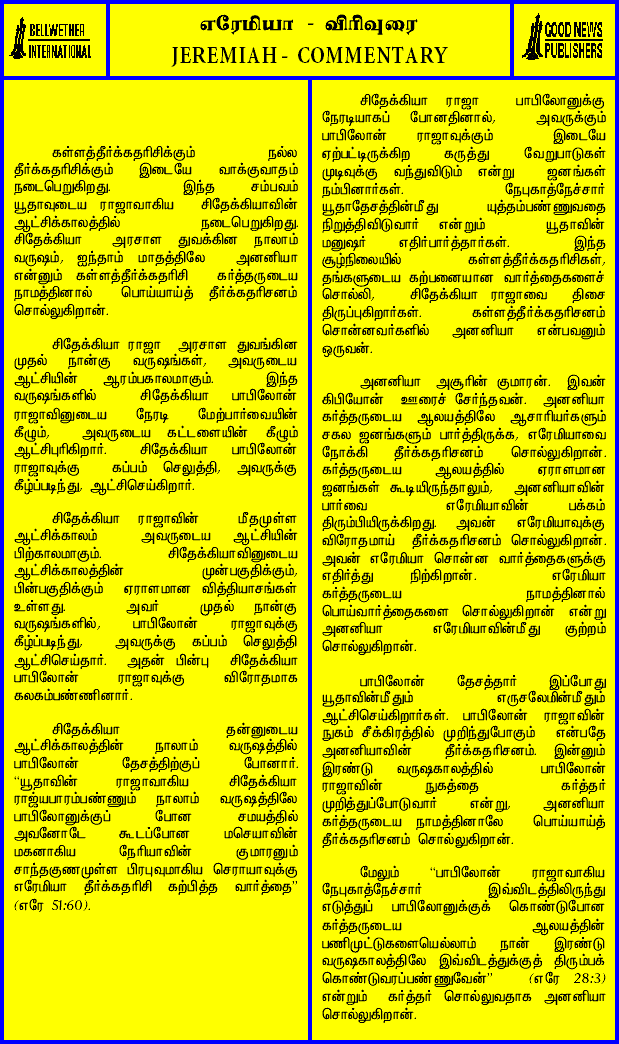 BELLWETHER
INTERNATIONAL
எரேமியா - விரிவுரை
JEREMIAH - COMMENTARY
GOOD NEWS
PUBLISHERS
கள்ளத்தீர்க்கதரிசிக்கும் நல்ல
தீர்க்கதரிசிக்கும் இடையே வாக்குவாதம்
நடைபெறுகிறது. இந்த சம்பவம்
யூதாவுடைய ராஜாவாகிய சிதேக்கியாவின்
ஆட்சிக்காலத்தில் நடைபெறுகிறது.
சிதேக்கியா அரசாள துவக்கின நாலாம்
வருஷம், ஐந்தாம் மாதத்திலே அனனியா
என்னும் கள்ளத்தீர்க்கதரிசி கர்த்தருடைய
நாமத்தினால் பொய்யாய்த் தீர்க்கதரிசனம்
சொல்லுகிறான்.
சிதேக்கியா ராஜா அரசாள துவங்கின
முதல் நான்கு வருஷங்கள், அவருடைய
ஆட்சியின் ஆரம்பகாலமாகும். இந்த
வருஷங்களில் சிதேக்கியா பாபிலோன்
ராஜாவினுடைய நேரடி மேற்பார்வையின்
கீழும், அவருடைய கட்டளையின் கீழும்
ஆட்சிபுரிகிறார். சிதேக்கியா பாபிலோன்
ராஜாவுக்கு கப்பம் செலுத்தி, அவருக்கு
கீழ்ப்படிந்து, ஆட்சிசெய்கிறார்.
சிதேக்கியா ராஜாவின் மீதமுள்ள
ஆட்சிக்காலம் அவருடைய ஆட்சியின்
பிற்காலமாகும். சிதேக்கியாவினுடைய
ஆட்சிக்காலத்தின் முன்பகுதிக்கும்,
பின்பகுதிக்கும் ஏராளமான வித்தியாசங்கள்
உள்ளது. அவர் முதல் நான்கு
வருஷங்களில், பாபிலோன் ராஜாவுக்கு
கீழ்ப்படிந்து, அவருக்கு கப்பம் செலுத்தி
ஆட்சிசெய்தார். அதன் பின்பு சிதேக்கியா
பாபிலோன் ராஜாவுக்கு விரோதமாக
கலகம்பண்ணினார்.
சிதேக்கியா தன்னுடைய
ஆட்சிக்காலத்தின் நாலாம் வருஷத்தில்
பாபிலோன் தேசத்திற்குப் போனார்.
“யூதாவின் ராஜாவாகிய சிதேக்கியா
ராஜ்யபாரம்பண்ணும் நாலாம் வருஷத்திலே
பாபிலோனுக்குப் போன சமயத்தில்
அவனோடே கூடப்போன மசெயாவின்
மகனாகிய நேரியாவின் குமாரனும்
சாந்தகுணமுள்ள பிரபுவுமாகிய செராயாவுக்கு
எரேமியா தீர்க்கதரிசி கற்பித்த வார்த்தை”
(எரே 51:60).
சிதேக்கியா ராஜா பாபிலோனுக்கு
நேரடியாகப் போனதினால், அவருக்கும்
பாபிலோன் ராஜாவுக்கும் இடையே
ஏற்பட்டிருக்கிற கருத்து வேறுபாடுகள்
முடிவுக்கு வந்துவிடும் என்று ஜனங்கள்
நம்பினார்கள். நேபுகாத்நேச்சார்
யூதாதேசத்தின்மீது யுத்தம்பண்ணுவதை
நிறுத்திவிடுவார் என்றும் யூதாவின்
மனுஷர் எதிர்பார்த்தார்கள். இந்த
சூழ்நிலையில் கள்ளத்தீர்க்கதரிசிகள்,
தங்களுடைய கற்பனையான வார்த்தைகளைச்
சொல்லி, சிதேக்கியா ராஜாவை திசை
திருப்புகிறார்கள். கள்ளத்தீர்க்கதரிசனம்
சொன்னவர்களில் அனனியா என்பவனும்
ஒருவன்.
அனனியா அசூரின் குமாரன். இவன்
கிபியோன் ஊரைச் சேர்ந்தவன். அனனியா
கர்த்தருடைய ஆலயத்திலே ஆசாரியர்களும்
சகல ஜனங்களும் பார்த்திருக்க, எரேமியாவை
நோக்கி தீர்க்கதரிசனம் சொல்லுகிறான்.
கர்த்தருடைய ஆலயத்தில் ஏராளமான
ஜனங்கள் கூடியிருந்தாலும், அனனியாவின்
பார்வை எரேமியாவின் பக்கம்
திரும்பியிருக்கிறது. அவன் எரேமியாவுக்கு
விரோதமாய் தீர்க்கதரிசனம் சொல்லுகிறான்.
அவன் எரேமியா சொன்ன வார்த்தைகளுக்கு
எதிர்த்து நிற்கிறான். எரேமியா
கர்த்தருடைய நாமத்தினால்
பொய்வார்த்தைகளை சொல்லுகிறான் என்று
அனனியா எரேமியாவின்மீது குற்றம்
சொல்லுகிறான்.
பாபிலோன் தேசத்தார் இப்போது
யூதாவின்மீதும் எருசலேமின்மீதும்
ஆட்சிசெய்கிறார்கள். பாபிலோன் ராஜாவின்
நுகம் சீக்கிரத்தில் முறிந்துபோகும் என்பதே
அனனியாவின் தீர்க்கதரிசனம். இன்னும்
இரண்டு வருஷகாலத்தில் பாபிலோன்
ராஜாவின் நுகத்தை கர்த்தர்
முறித்துப்போடுவார் என்று, அனனியா
கர்த்தருடைய நாமத்தினாலே பொய்யாய்த்
தீர்க்கதரிசனம் சொல்லுகிறான்.
மேலும் “பாபிலோன் ராஜாவாகிய
நேபுகாத்நேச்சார் இவ்விடத்திலிருந்து
எடுத்துப் பாபிலோனுக்குக் கொண்டுபோன
கர்த்தருடைய ஆலயத்தின்
பணிமுட்டுகளையெல்லாம் நான் இரண்டு
வருஷகாலத்திலே இவ்விடத்துக்குத் திரும்பக்
கொண்டுவரப்பண்ணுவேன்” (எரே 28:3)
என்றும் கர்த்தர் சொல்லுவதாக அனனியா
சொல்லுகிறான்.